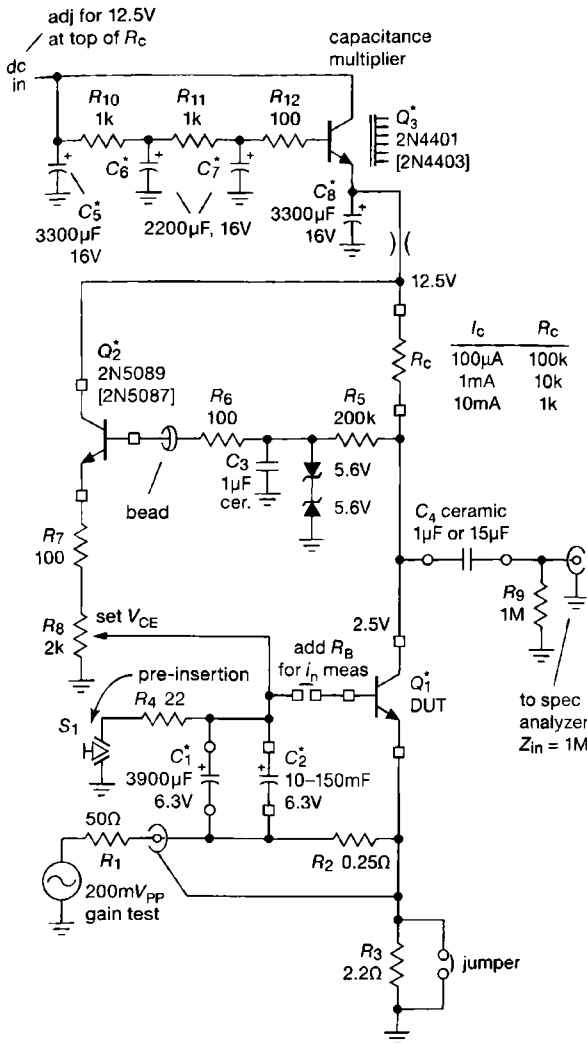 adj for 12.5V
at top of Rc
dc
in
capacitance
multiplier
R10
1k
R11
1k
R12
100
Q3*
2N4401
[2N4403]
C5*
3300µF
16V
C6*
C7*
2200µF, 16V
C8*
3300µF
16V
12.5V
Rc
Ic Rc
100µA 100k
1mA 10k
10mA 1k
Q2*
2N5089
[2N5087]
bead
R6
100
C3
1µF
cer.
R5
200k
5.6V
5.6V
C4 ceramic
1µF or 15µF
R9
1M
to spec
analyzer
Zin = 1M
R7
100
R8
2k
set VCE
2.5V
add RB
for in meas
Q1*
DUT
pre-insertion
S1
R4 22
C1*
3900µF
6.3V
C2*
10–150mF
6.3V
50Ω
R1
R2 0.25Ω
200mVPP
gain test
R3
2.2Ω
jumper